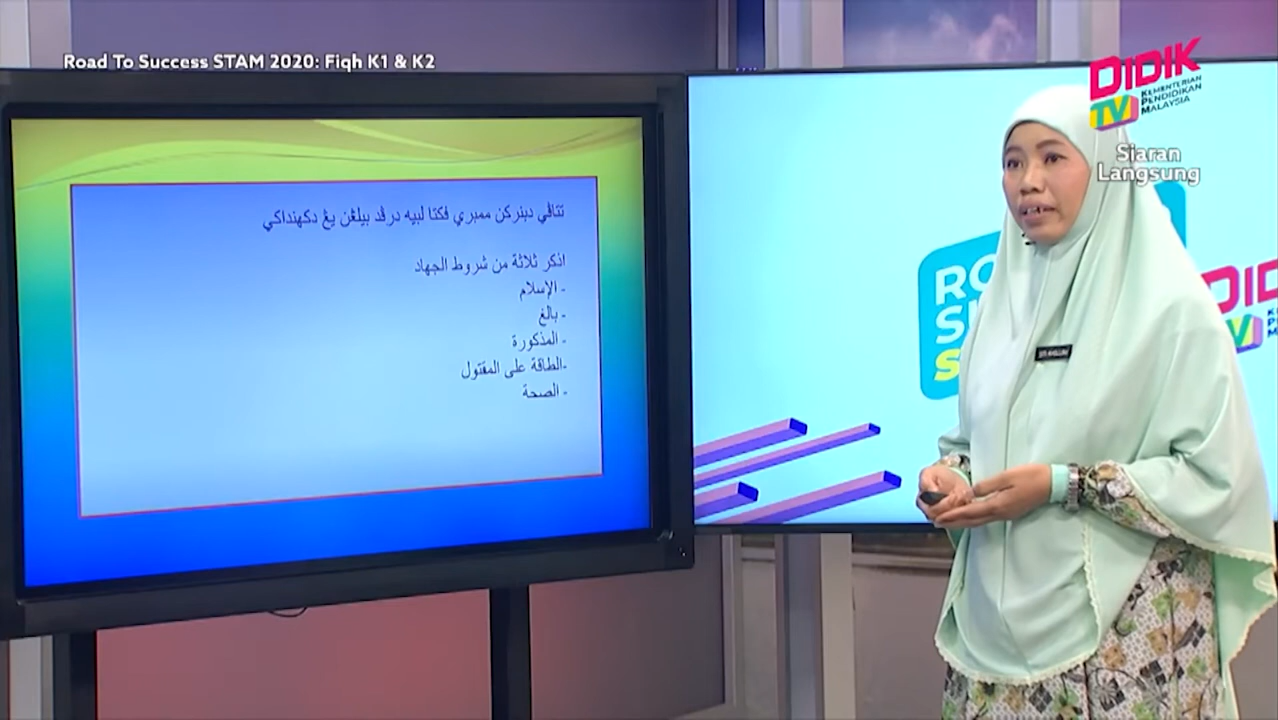 Road To Success STAM 2020: Fiqh K1 & K2
DIDIK
TV
KEMENTERIAN
PENDIDIKAN
MALAYSIA
Siaran
Langsung
تتاڤي دبنركن ممبري فكتا لبيه درڤد بيلڠن يڠ دكهنداكي
اذكر ثلاثة من شروط الجهاد
- الإسلام
- بالغ
- المذكورة
-الطاقة على المقتول
- الصحة